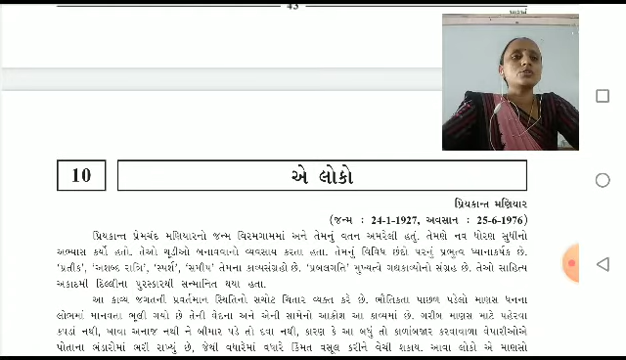 43
10
એ લોકો
પ્રિયકાન્ત મણિયાર
(જન્મ : 24-1-1927, અવસાન : 25-6-1976)
પ્રિયકાન્ત પ્રેમચંદ મણિયારનો જન્મ વિરમગામમાં અને તેમનું વતન અમરેલી હતું. તેમણે નવ ધોરણ સુધીનો
અભ્યાસ કર્યો હતો. તેઓ ચૂડીઓ બનાવવાનો વ્યવસાય કરતા હતા. તેમનું વિવિધ છંદો પરનું પ્રભુત્વ ધ્યાનાકર્ષક છે.
'પ્રતીક', 'અશબ્દ રાત્રિ', 'સ્પર્શ', 'સમીપ' તેમના કાવ્યસંગ્રહો છે. 'પ્રબલગતિ' મુખ્યત્વે ગદ્યકાવ્યોનો સંગ્રહ છે. તેઓ સાહિત્ય
અકાદમી દિલ્લીના પુરસ્કારથી સન્માનિત થયા હતા.
આ કાવ્ય જગતની પ્રવર્તમાન સ્થિતિનો સચોટ ચિતાર વ્યક્ત કરે છે. ભૌતિકતા પાછળ પડેલો માણસ ધનના
લોભમાં માનવતા ભૂલી ગયો છે તેની વેદના અને એની સામેનો આક્રોશ આ કાવ્યમાં છે. ગરીબ માણસ માટે પહેરવા
કપડાં નથી, ખાવા અનાજ નથી ને બીમાર પડે તો દવા નથી, કારણ કે આ બધું તો કાળાંબજાર કરવાવાળા વેપારીઓએ
પોતાના ભંડારોમાં ભરી રાખ્યું છે, જેથી વધારેમાં વધારે કિંમત વસૂલ કરીને વેચી શકાય. આવા લોકો એ માણસો